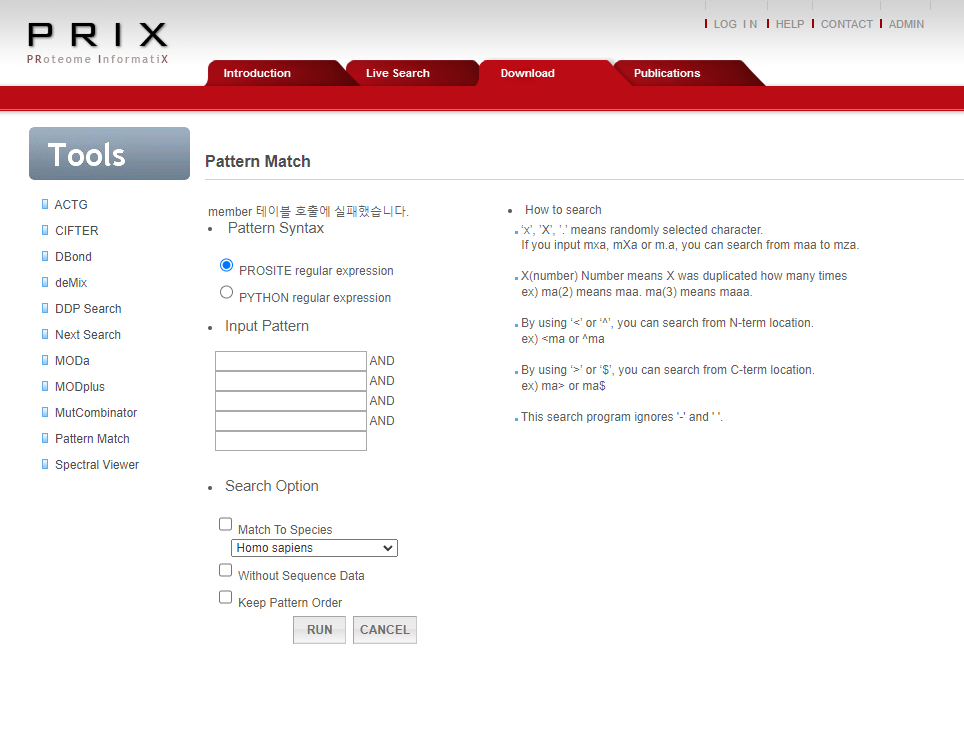 LOG IN HELP CONTACT ADMIN
PRIX
PRoteome InformatiX
Introduction Live Search Download Publications
Tools
ACTG
CIFTER
DBond
deMix
DDP Search
Next Search
MODa
MODplus
MutCombinator
Pattern Match
Spectral Viewer
Pattern Match
member 테이블 호출에 실패했습니다.
Pattern Syntax
PROSITE regular expression
PYTHON regular expression
Input Pattern
AND
AND
AND
AND
Search Option
Match To Species
Homo sapiens
Without Sequence Data
Keep Pattern Order
RUN CANCEL
How to search
‘x’, ’X’, ’.’ means randomly selected character.
If you input mxa, mXa or m.a, you can search from maa to mza.
X(number) Number means X was duplicated how many times
ex) ma(2) means maa. ma(3) means maaa.
By using ‘<’ or ‘^’, you can search from N-term location.
ex) <ma or ^ma
By using ‘>’ or ‘$’, you can search from C-term location.
ex) ma> or ma$
This search program ignores '-' and ' '.